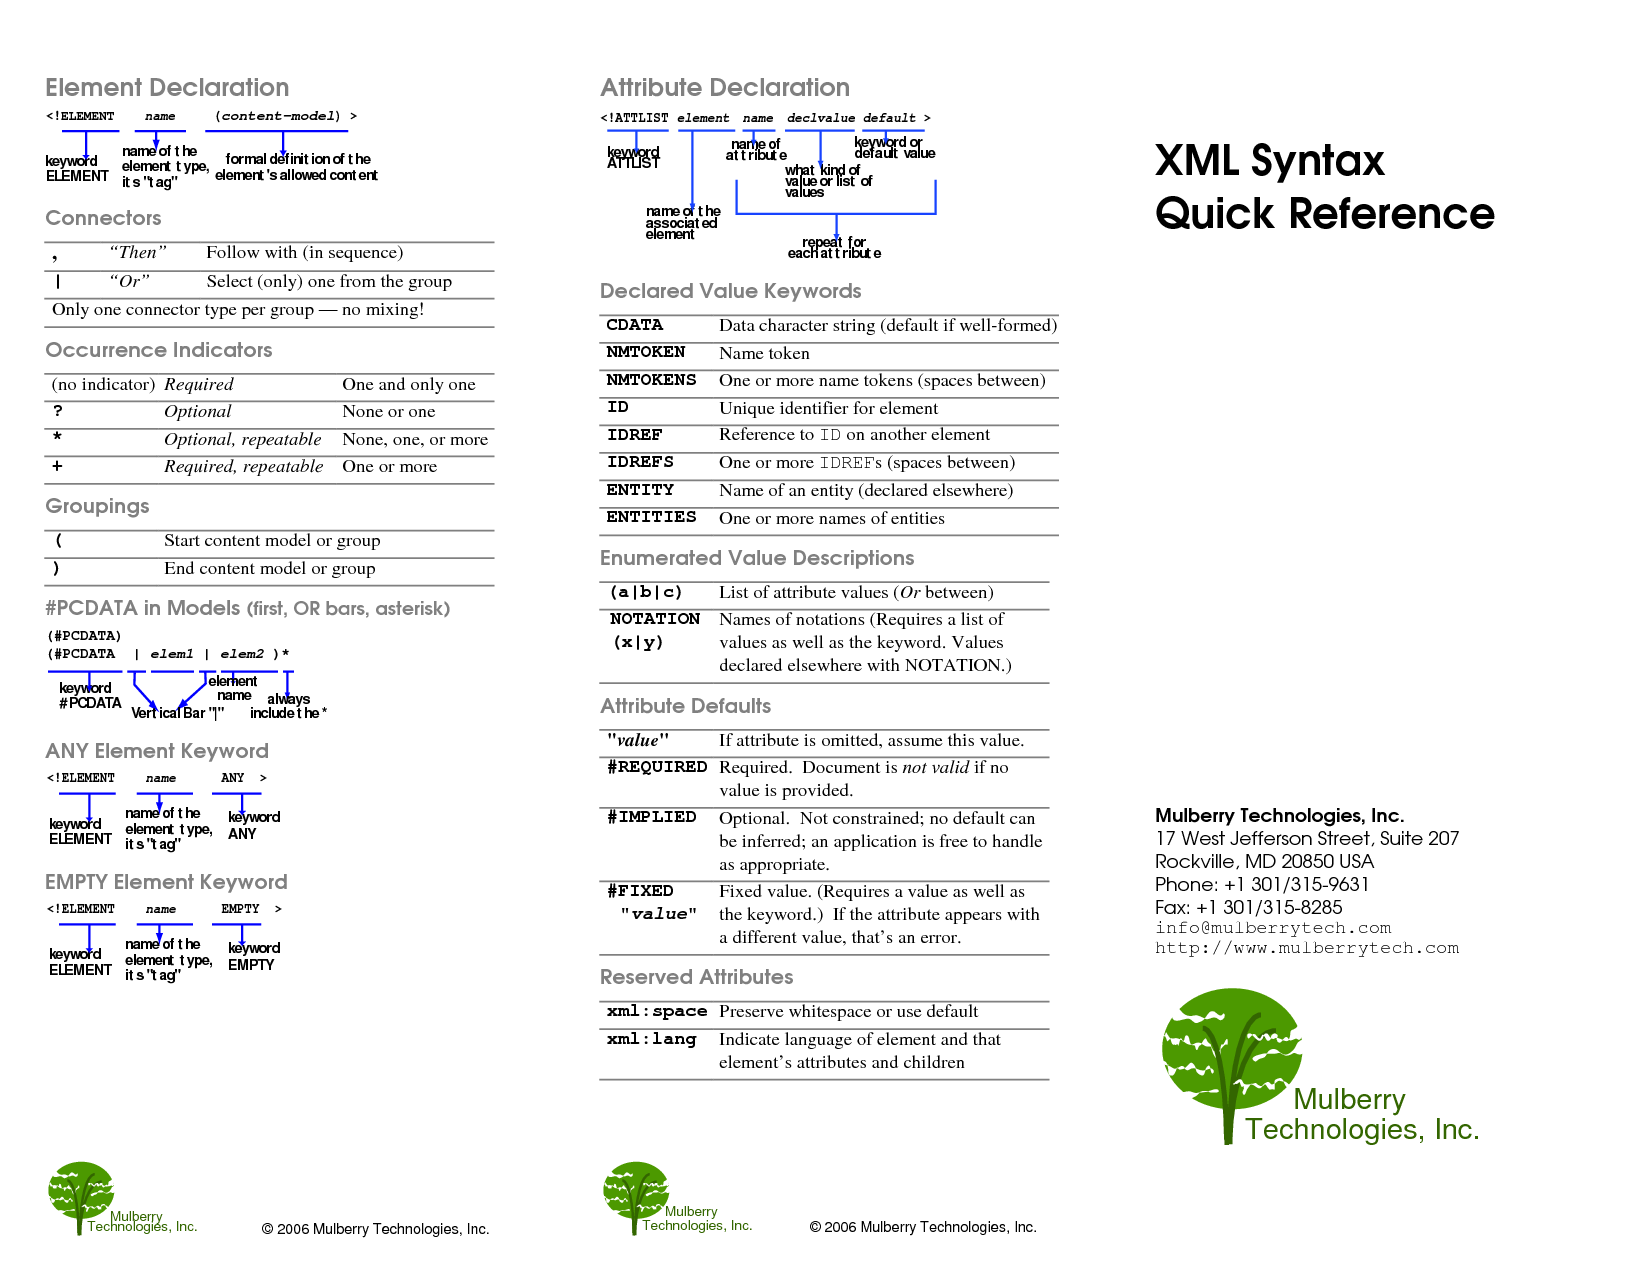 Element Declaration
<!ELEMENT name (content-model) >
keyword
ELEMENT
name of the
element type,
its "tag"
formal definition of the
element's allowed content
Connectors
, “Then” Follow with (in sequence)
| “Or” Select (only) one from the group
Only one connector type per group — no mixing!
Occurrence Indicators
(no indicator) Required One and only one
? Optional None or one
* Optional, repeatable None, one, or more
+ Required, repeatable One or more
Groupings
( Start content model or group
) End content model or group
#PCDATA in Models (first, OR bars, asterisk)
(#PCDATA)
(#PCDATA | elem1 | elem2 )*
keyword
#PCDATA
Vertical Bar "|"
element
name
always
include the *
ANY Element Keyword
<!ELEMENT name ANY >
keyword
ELEMENT
name of the
element type,
its "tag"
keyword
ANY
EMPTY Element Keyword
<!ELEMENT name EMPTY >
keyword
ELEMENT
name of the
element type,
its "tag"
keyword
EMPTY
Mulberry
Technologies, Inc.
© 2006 Mulberry Technologies, Inc.
Attribute Declaration
<!ATTLIST element name declvalue default >
keyword
ATTLIST
name of the
associated
element
name of
attribute
what kind of
value or list of
values
keyword or
default value
repeat for
each attribute
Declared Value Keywords
CDATA Data character string (default if well-formed)
NMTOKEN Name token
NMTOKENS One or more name tokens (spaces between)
ID Unique identifier for element
IDREF Reference to ID on another element
IDREFS One or more IDREFs (spaces between)
ENTITY Name of an entity (declared elsewhere)
ENTITIES One or more names of entities
Enumerated Value Descriptions
(a|b|c) List of attribute values (Or between)
NOTATION Names of notations (Requires a list of
(x|y) values as well as the keyword. Values
declared elsewhere with NOTATION.)
Attribute Defaults
"value" If attribute is omitted, assume this value.
#REQUIRED Required. Document is not valid if no
value is provided.
#IMPLIED Optional. Not constrained; no default can
be inferred; an application is free to handle
as appropriate.
#FIXED Fixed value. (Requires a value as well as
"value" the keyword.) If the attribute appears with
a different value, that’s an error.
Reserved Attributes
xml:space Preserve whitespace or use default
xml:lang Indicate language of element and that
element’s attributes and children
Mulberry
Technologies, Inc.
© 2006 Mulberry Technologies, Inc.
XML Syntax
Quick Reference
Mulberry Technologies, Inc.
17 West Jefferson Street, Suite 207
Rockville, MD 20850 USA
Phone: +1 301/315-9631
Fax: +1 301/315-8285
info@mulberrytech.com
http://www.mulberrytech.com
Mulberry
Technologies, Inc.